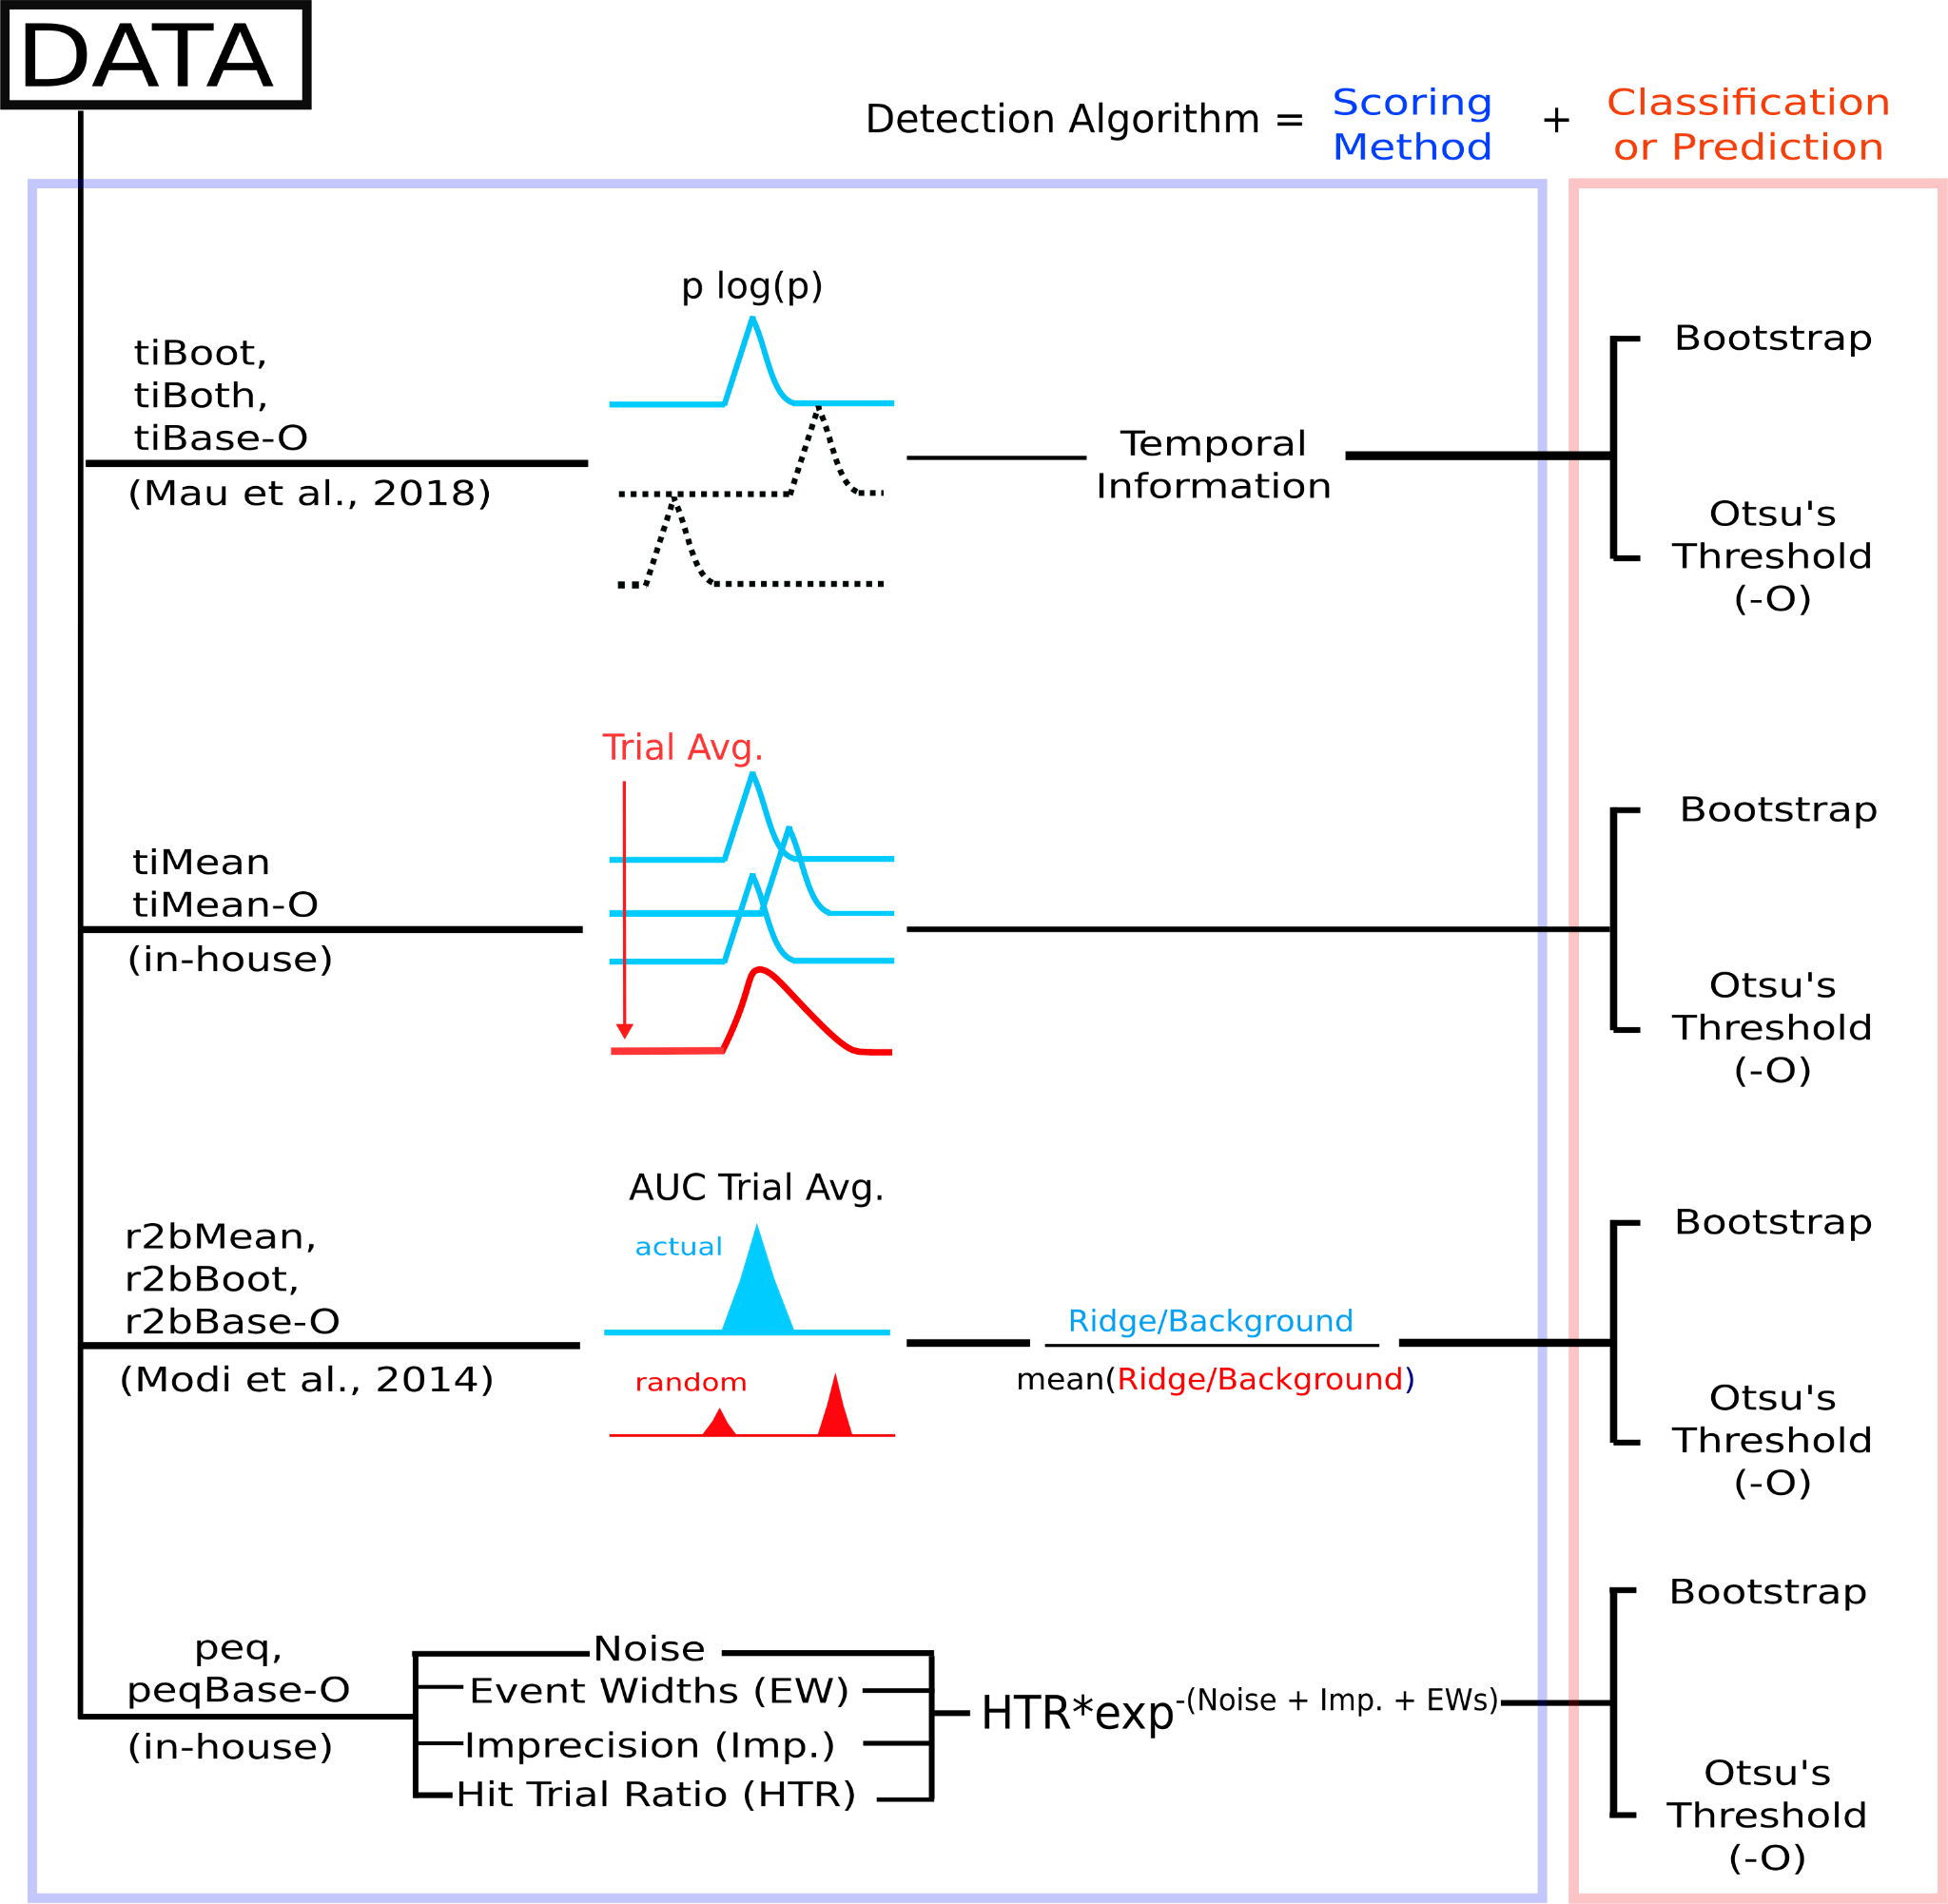 DATA
Detection Algorithm =
Scoring
Method
+
Classification
or Prediction
tiBoot,
tiBoth,
tiBase-O
(Mau et al., 2018)
p log(p)
Temporal
Information
Bootstrap
Otsu's
Threshold
(-O)
tiMean
tiMean-O
(in-house)
Trial Avg.
Bootstrap
Otsu's
Threshold
(-O)
r2bMean,
r2bBoot,
r2bBase-O
(Modi et al., 2014)
AUC Trial Avg.
actual
random
Ridge/Background
mean(Ridge/Background)
Bootstrap
Otsu's
Threshold
(-O)
peq,
peqBase-O
(in-house)
Noise
Event Widths (EW)
Imprecision (Imp.)
Hit Trial Ratio (HTR)
HTR*exp-(Noise + Imp. + EWs)
Bootstrap
Otsu's
Threshold
(-O)